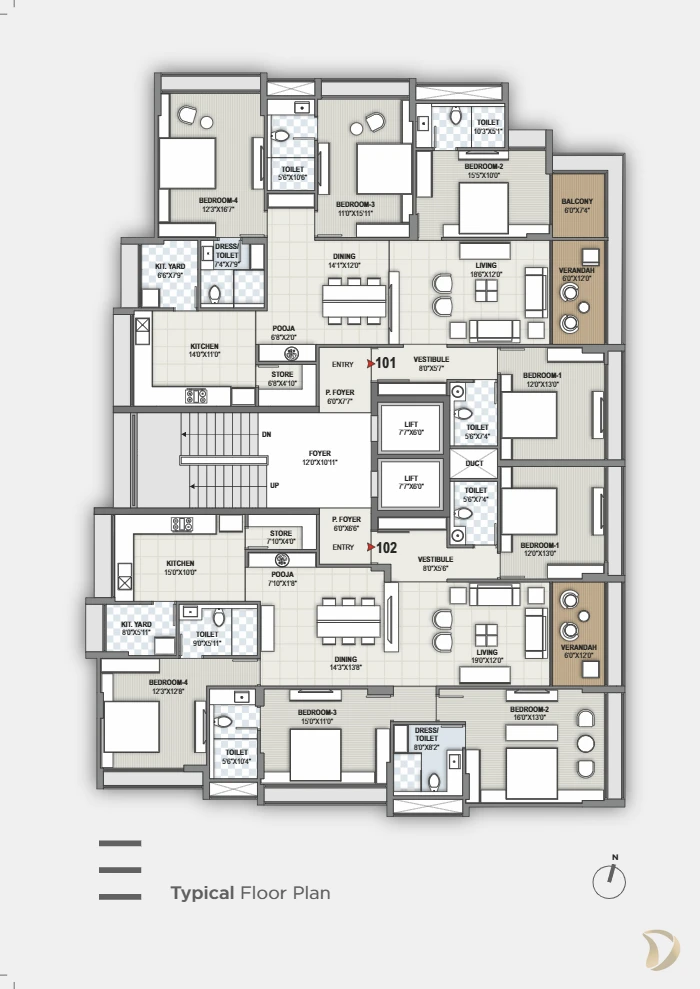 TOILET
10'3"X5'1"
BEDROOM-2
15'5"X10'0"
TOILET
5'6"X10'6"
BEDROOM-4
12'3"X16'7"
BEDROOM-3
11'0"X15'11"
BALCONY
6'0"X7'4"
DRESS/
TOILET
7'4"X7'9"
KIT. YARD
6'6"X7'9"
DINING
14'1"X12'0"
LIVING
18'6"X12'0"
VERANDAH
6'0"X12'0"
POOJA
6'8"X2'0"
KITCHEN
14'0"X11'0"
STORE
6'8"X4'10"
ENTRY
101
VESTIBULE
8'0"X5'7"
P. FOYER
6'0"X7'7"
BEDROOM-1
12'0"X13'0"
LIFT
7'7"X6'0"
TOILET
5'6"X7'4"
DN
FOYER
12'0"X10'11"
DUCT
UP
LIFT
7'7"X6'0"
TOILET
5'6"X7'4"
P. FOYER
6'0"X6'6"
STORE
7'10"X4'0"
ENTRY
102
BEDROOM-1
12'0"X13'0"
KITCHEN
15'0"X10'0"
VESTIBULE
8'0"X5'6"
POOJA
7'10"X1'8"
KIT. YARD
8'0"X5'11"
TOILET
9'0"X5'11"
DINING
14'3"X13'8"
LIVING
19'0"X12'0"
VERANDAH
6'0"X12'0"
BEDROOM-4
12'3"X12'8"
BEDROOM-3
15'0"X11'0"
BEDROOM-2
16'0"X13'0"
DRESS/
TOILET
8'0"X8'2"
TOILET
5'6"X10'4"
N
Typical Floor Plan